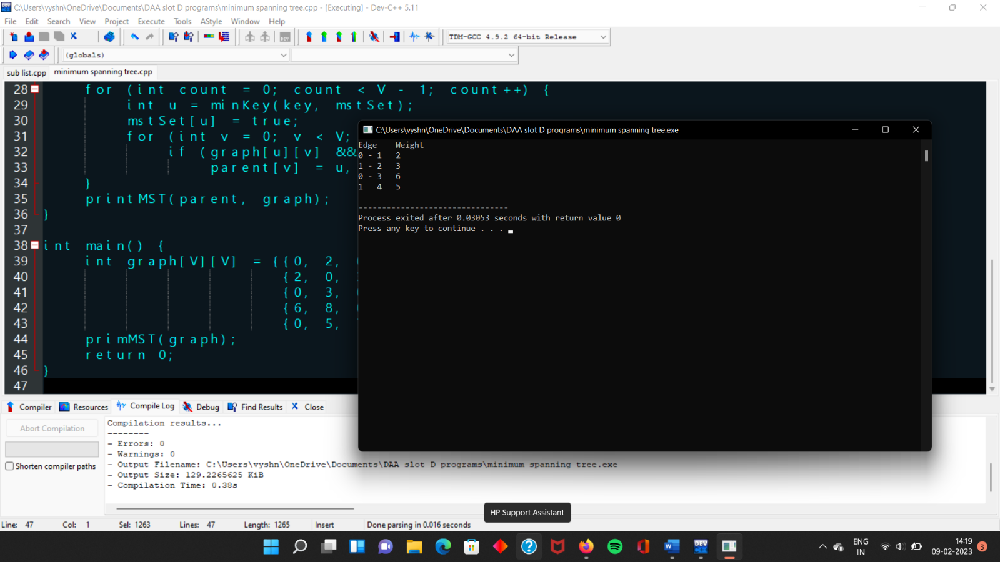 C:\Users\vyshn\OneDrive\Documents\DAA slot D programs\minimum spanning tree.cpp - [Executing] - Dev-C++ 5.11
File Edit Search View Project Execute Tools AStyle Window Help
TDM-GCC 4.9.2 64-bit Release
(globals)
sub list.cpp minimum spanning tree.cpp
28 for (int count = 0; count < V - 1; count++) {
29 int u = minKey(key, mstSet);
30 mstSet[u] = true;
31 for (int v = 0; v < V;
32 if (graph[u][v] &&
33 parent[v] = u,
34 }
35 printMST(parent, graph);
36 }
37
38 int main() {
39 int graph[V][V] = {{0, 2,
40 {2, 0,
41 {0, 3,
42 {6, 8,
43 {0, 5,
44 primMST(graph);
45 return 0;
46 }
47
C:\Users\vyshn\OneDrive\Documents\DAA slot D programs\minimum spanning tree.exe
Edge Weight
0 - 1 2
1 - 2 3
0 - 3 6
1 - 4 5
--------------------------------
Process exited after 0.03053 seconds with return value 0
Press any key to continue . . .
Compiler Resources Compile Log Debug Find Results Close
Abort Compilation
Shorten compiler paths
Compilation results...
--------
- Errors: 0
- Warnings: 0
- Output Filename: C:\Users\vyshn\OneDrive\Documents\DAA slot D programs\minimum spanning tree.exe
- Output Size: 129.2265625 KiB
- Compilation Time: 0.38s
HP Support Assistant
Line: 47 Col: 1 Sel: 1263 Lines: 47 Length: 1265 Insert Done parsing in 0.016 seconds
DEV
ENG
IN
14:19
09-02-2023
3